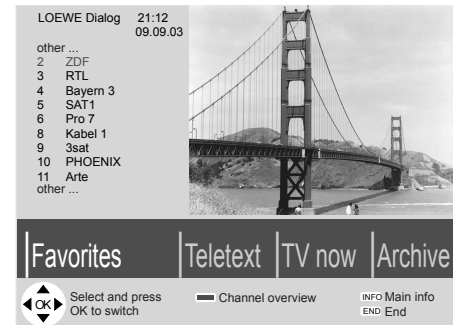 LOEWE Dialog 21:12
09.09.03
other ...
2 ZDF
3 RTL
4 Bayern 3
5 SAT1
6 Pro 7
8 Kabel 1
9 3sat
10 PHOENIX
11 Arte
other ...
Favorites Teletext TV now Archive
OK Select and press
OK to switch
Channel overview
INFO Main info
END End